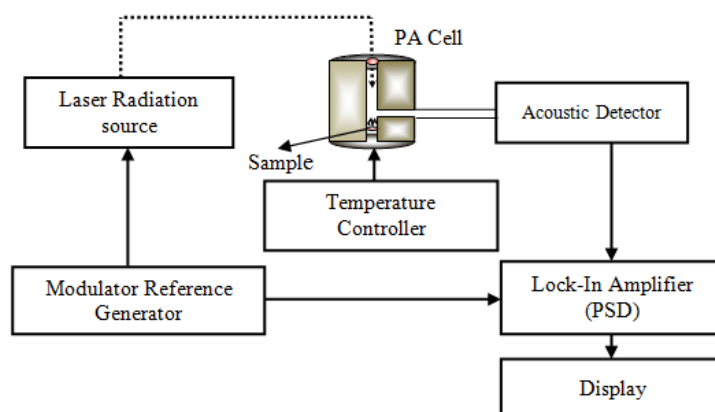 PA Cell
Laser Radiation
source
Acoustic Detector
Sample
Temperature
Controller
Modulator Reference
Generator
Lock-In Amplifier
(PSD)
Display